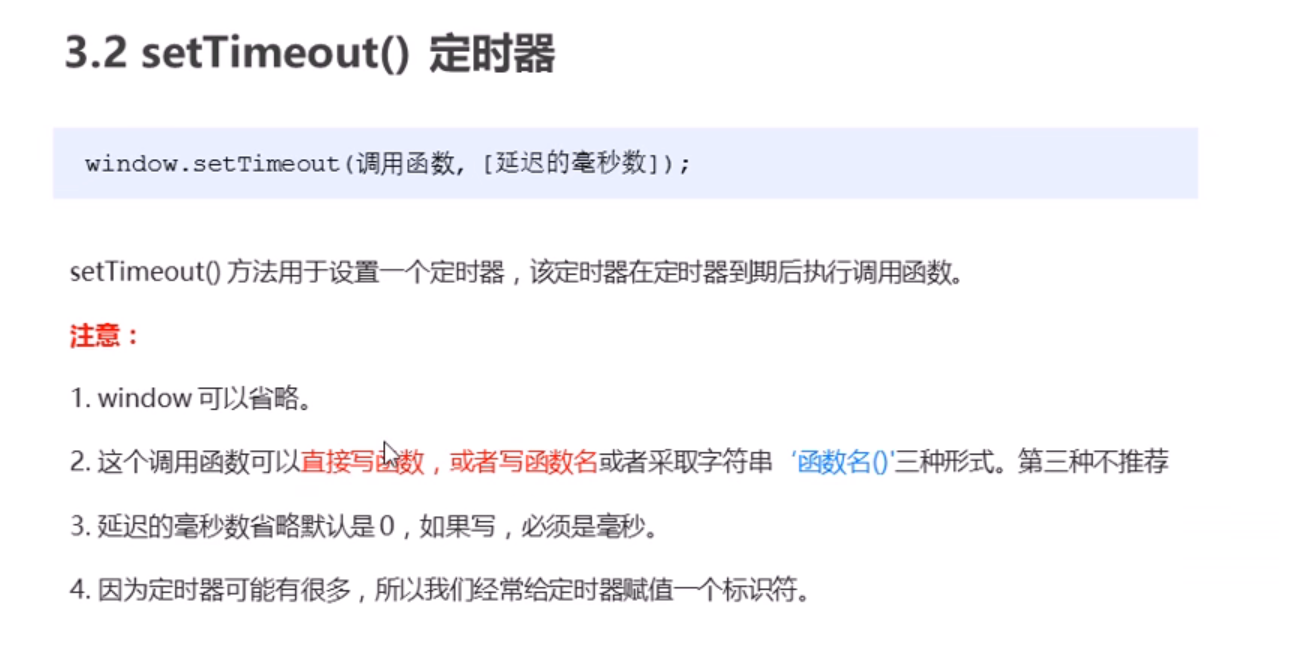 3.2 setTimeout() 定时器
window.setTimeout(调用函数, [延迟的毫秒数]);
setTimeout() 方法用于设置一个定时器，该定时器在定时器到期后执行调用函数。
注意：
1. window 可以省略。
2. 这个调用函数可以直接写函数，或者写函数名或者采取字符串‘函数名()'三种形式。第三种不推荐
3. 延迟的毫秒数省略默认是 0，如果写，必须是毫秒。
4. 因为定时器可能有很多，所以我们经常给定时器赋值一个标识符。